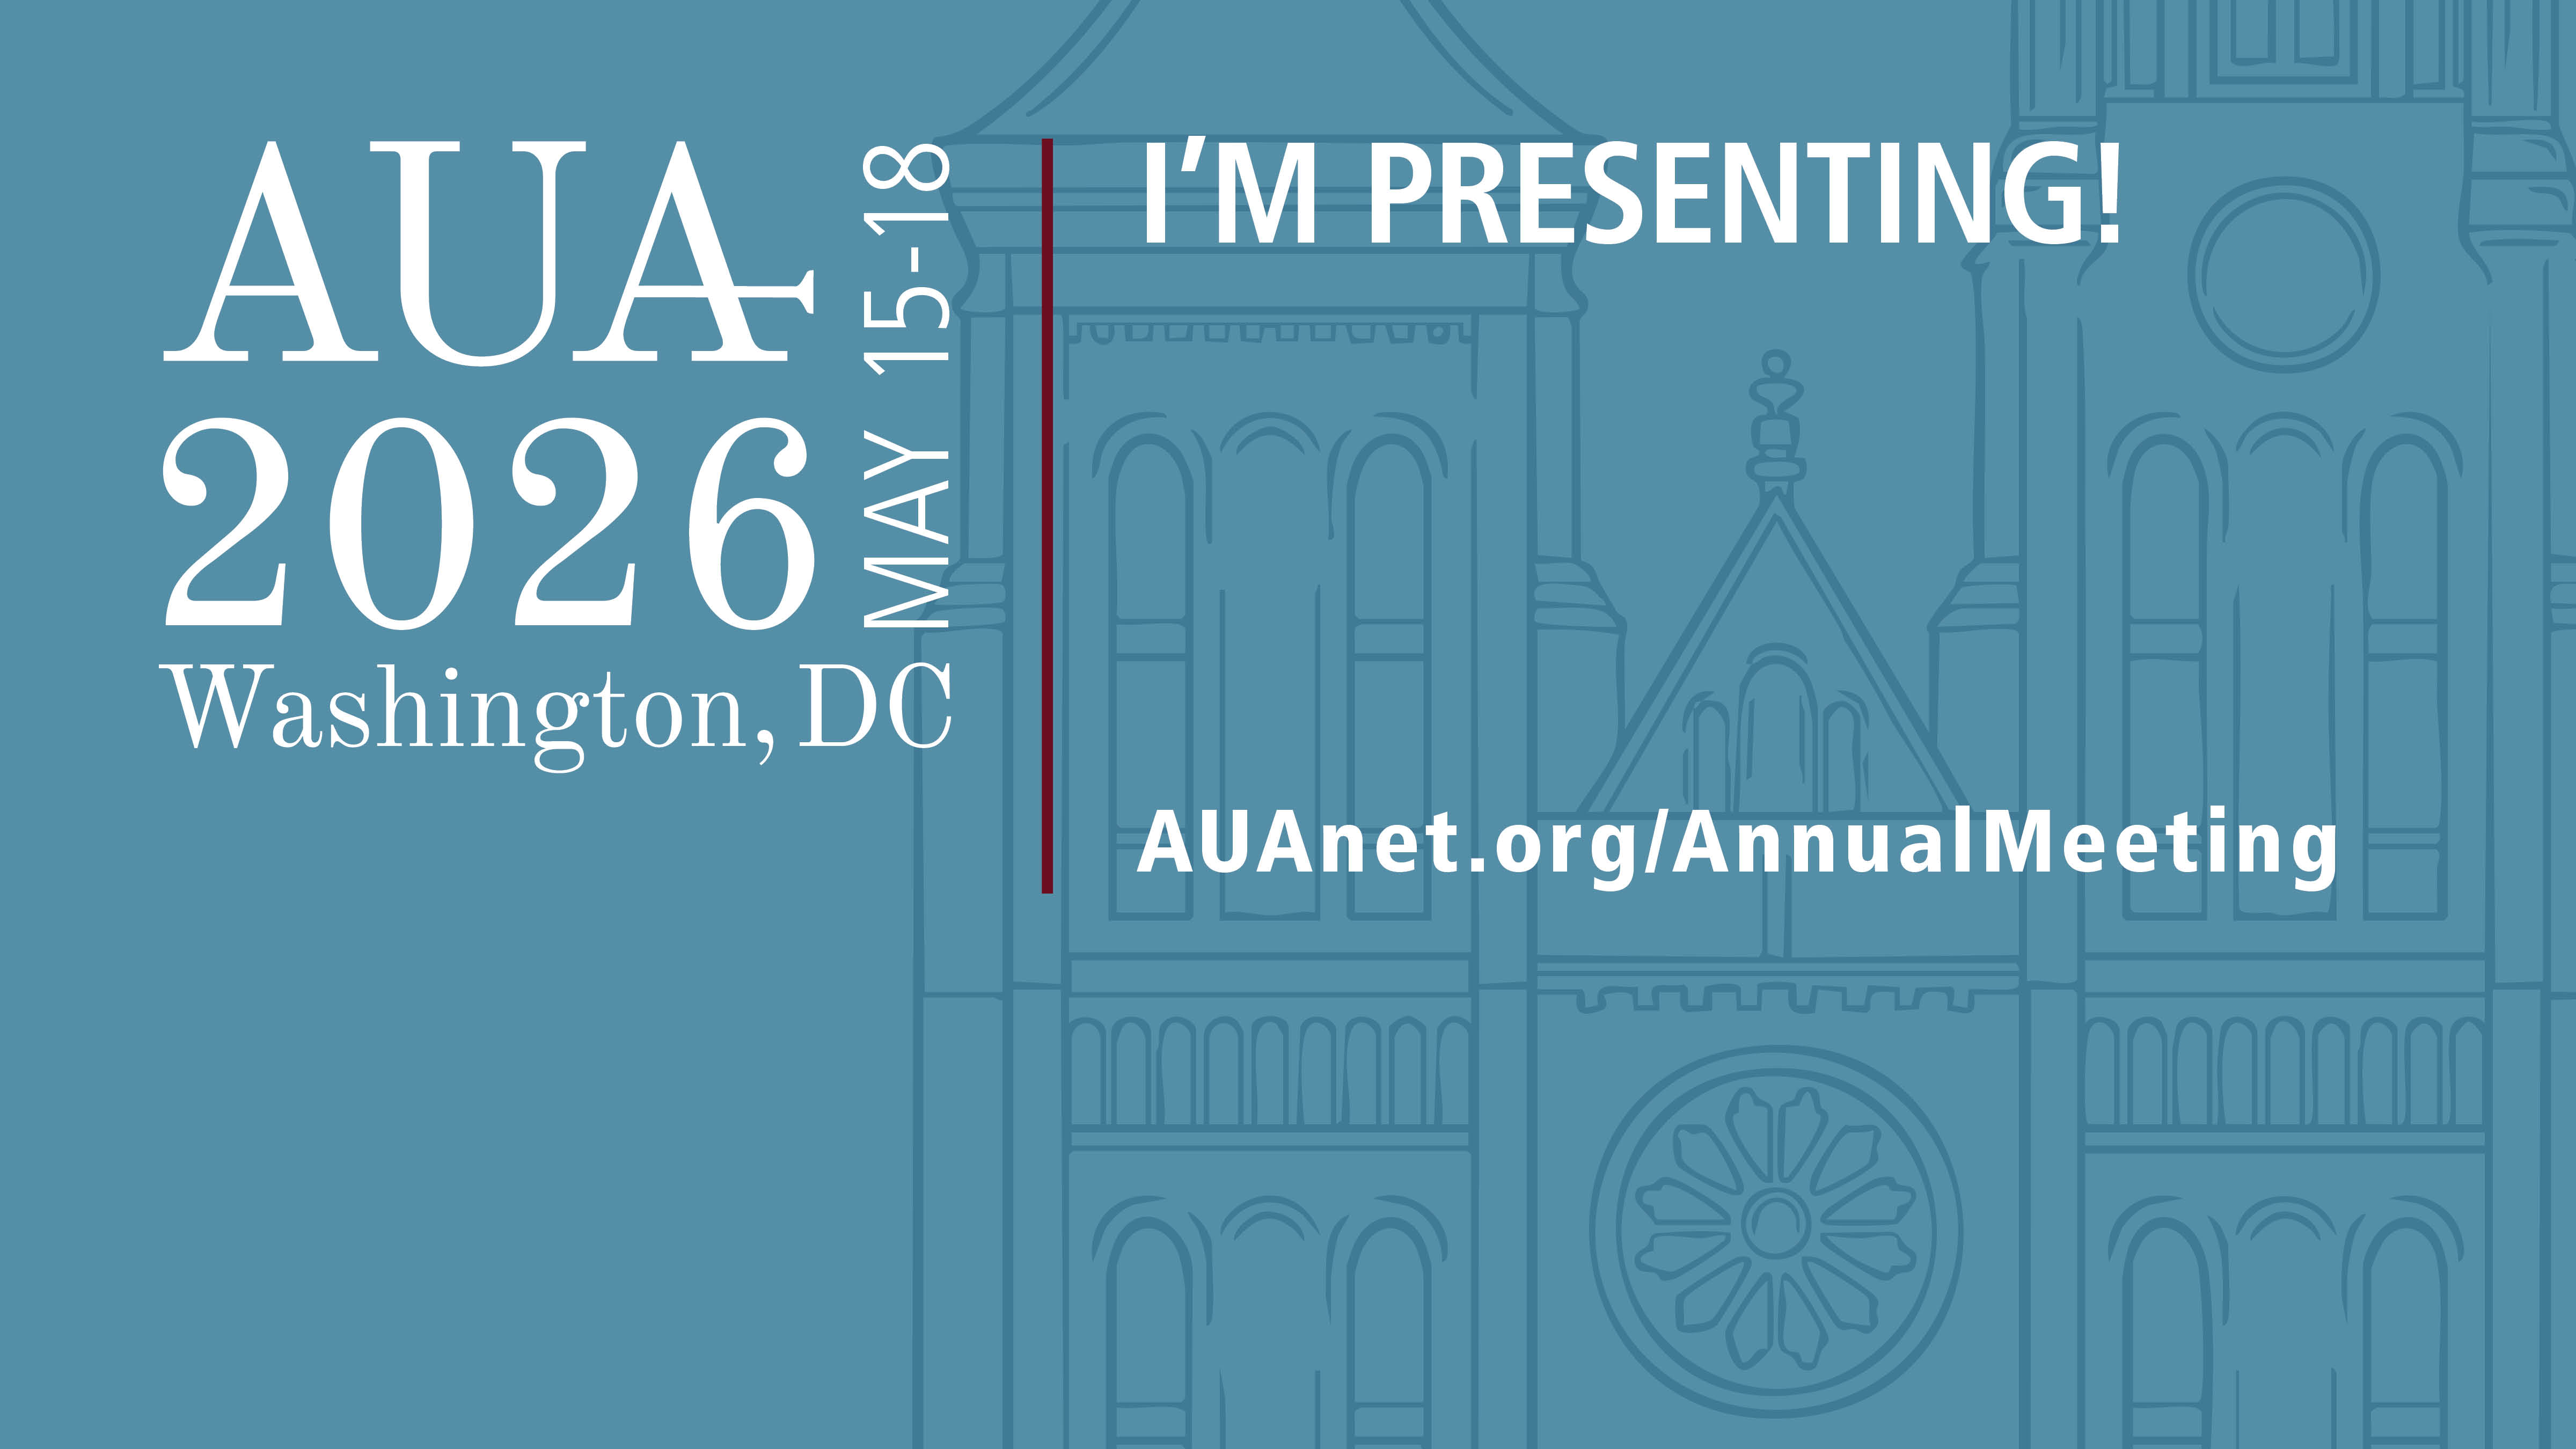 AUA
2026
Washington, DC
MAY 15-18
I'M PRESENTING!
AUAnet.org/AnnualMeeting